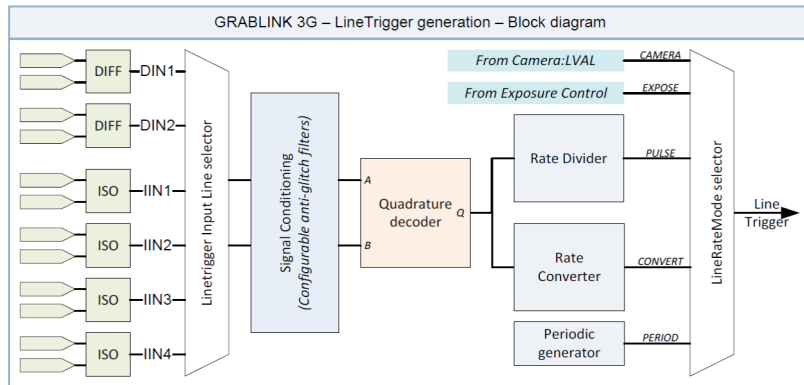 GRABLINK 3G – LineTrigger generation – Block diagram
DIFF
DIN1
DIFF
DIN2
ISO
IIN1
ISO
IIN2
ISO
IIN3
ISO
IIN4
Linetrigger Input Line selector
Signal Conditioning
(Configurable anti-glitch filters)
A
B
Quadrature
decoder
Q
From Camera:LVAL
CAMERA
From Exposure Control
EXPOSE
Rate Divider
PULSE
Rate
Converter
CONVERT
Periodic
generator
PERIOD
LineRateMode selector
Line
Trigger